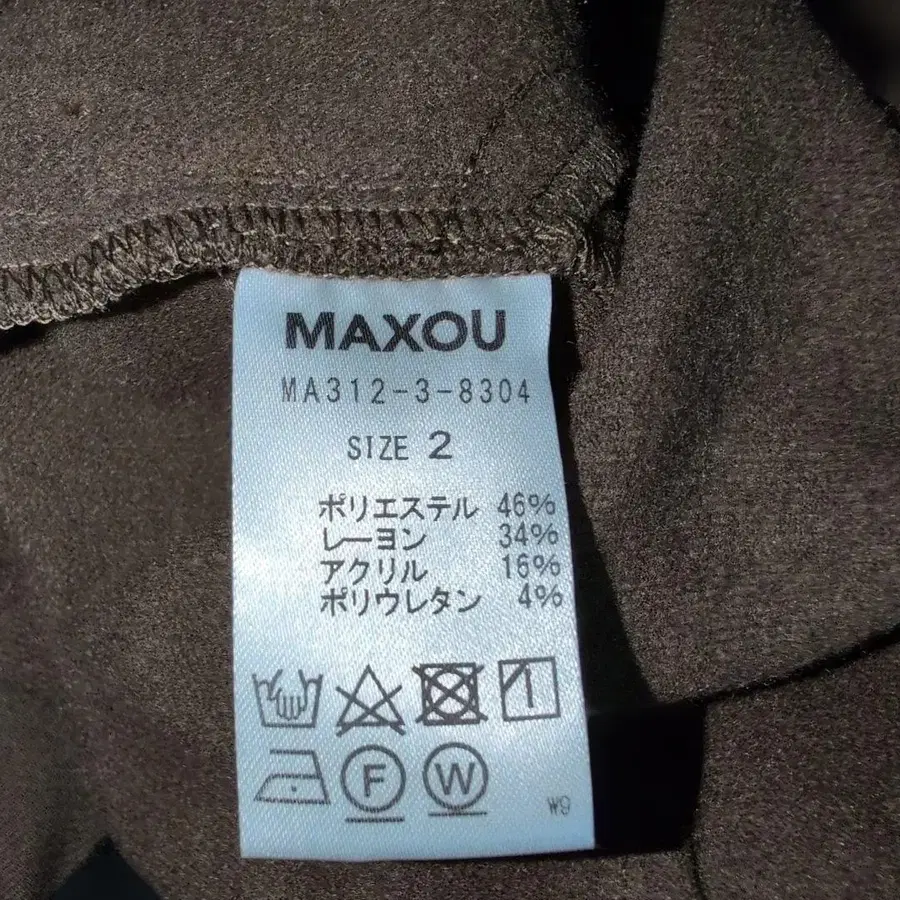 MAXOU
MA312-3-8304
SIZE 2
ポリエステル 46%
レーヨン 34%
アクリル 16%
ポリウレタン 4%
F W
W9